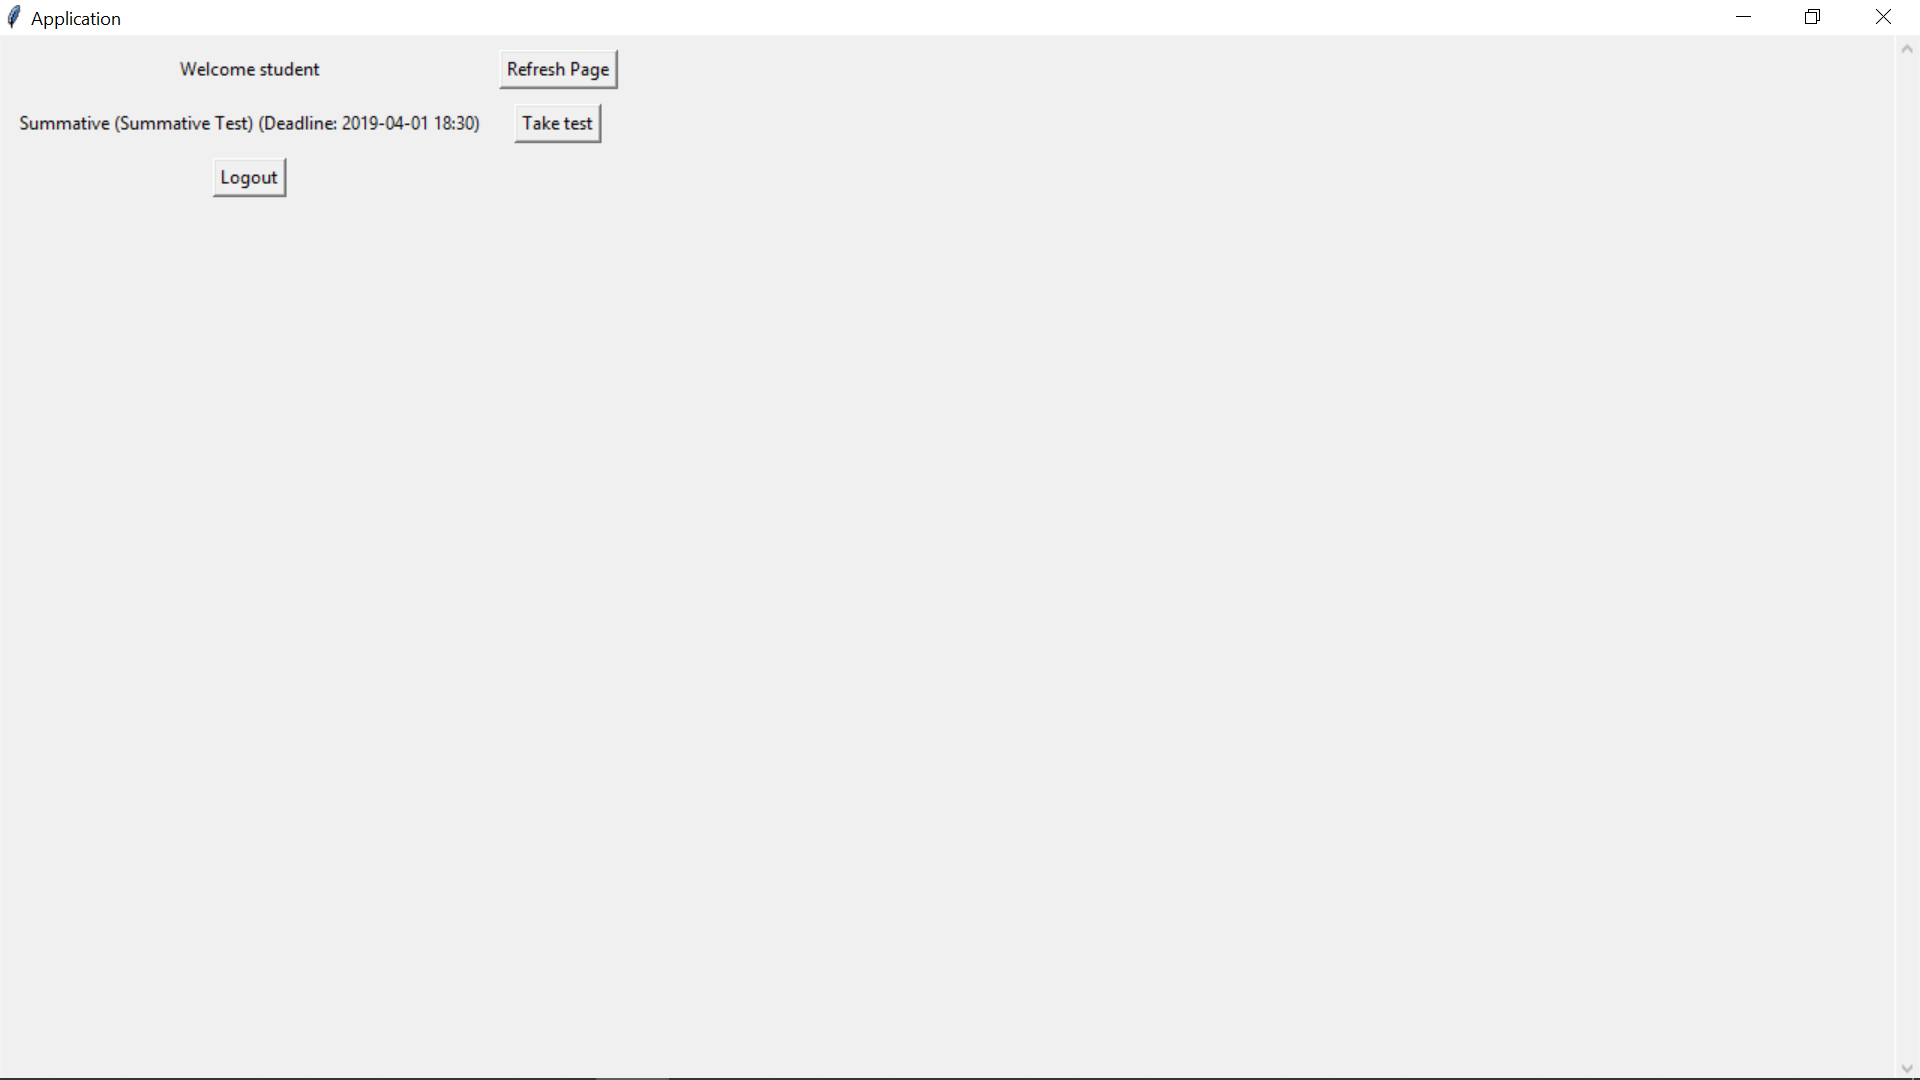 Application
Welcome student Refresh Page
Summative (Summative Test) (Deadline: 2019-04-01 18:30) Take test
Logout